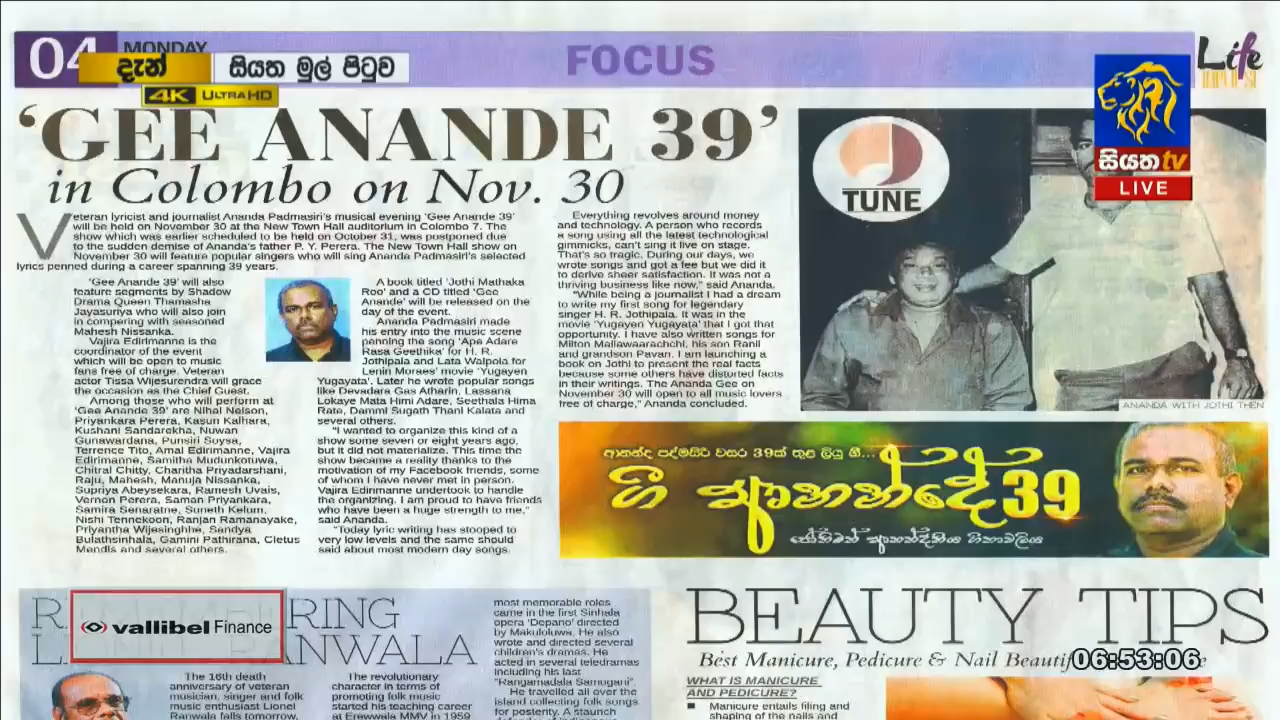 04 MONDAY
FOCUS
Life
දැන්
සියත මුල් පිටුව
4K ULTRA HD
සියත tv
LIVE
'GEE ANANDE 39'
in Colombo on Nov. 30
Veteran lyricist and journalist Ananda Padmasiri's musical evening 'Gee Anande 39'
will be held on November 30 at the New Town Hall auditorium in Colombo 7. The
show which was earlier scheduled to be held on October 31, was postponed due
to the sudden demise of Ananda's father P. Y. Perera. The New Town Hall show on
November 30 will feature popular singers who will sing Ananda Padmasiri's selected
lyrics penned during a career spanning 39 years.
'Gee Anande 39' will also
feature segments by Shadow
Drama Queen Thamasha
Jayasuriya who will also join
in compering with seasoned
Mahesh Nissanka.
Vajira Edirimanne is the
coordinator of the event
which will be open to music
fans free of charge. Veteran
actor Tissa Wijesurendra will grace
the occasion as the Chief Guest.
Among those who will perform at
'Gee Anande 39' are Nihal Nelson,
Priyankara Perera, Kasun Kalhara,
Kushani Sandarekha, Nuwan
Gunawardana, Punsiri Soysa,
Terrence Tito, Amal Edirimanne, Vajira
Edirimanne, Samitha Mudunkotuwa,
Chitral Chitty, Charitha Priyadarshani,
Raju, Mahesh, Manuja Nissanka,
Supriya Abeysekara, Ramesh Uvais,
Vernon Perera, Saman Priyankara,
Samira Senaratne, Suneth Kelum,
Nishi Tennekoon, Ranjan Ramanayake,
Priyantha Wijesinghhe, Sandya
Bulathsinhala, Gamini Pathirana, Cletus
Mendis and several others.
A book titled 'Jothi Mathaka
Roo' and a CD titled 'Gee
Anande' will be released on the
day of the event.
Ananda Padmasiri made
his entry into the music scene
penning the song 'Ape Adare
Rasa Geethika' for H. R.
Jothipala and Lata Walpola for
Lenin Moraes' movie 'Yugayen
Yugayata'. Later he wrote popular songs
like Devadara Gas Atharin, Lassana
Lokaye Mata Himi Adare, Seethala Hima
Rate, Dammi Sugath Thani Kalata and
several others.
"I wanted to organize this kind of a
show some seven or eight years ago,
but it did not materialize. This time the
show became a reality thanks to the
motivation of my Facebook friends, some
of whom I have never met in person.
Vajira Edirimanne undertook to handle
the organizing. I am proud to have friends
who have been a huge strength to me,"
said Ananda.
"Today lyric writing has stooped to
very low levels and the same should
said about most modern day songs.
Everything revolves around money
and technology. A person who records
a song using all the latest technological
gimmicks, can't sing it live on stage.
That's so tragic. During our days, we
wrote songs and got a fee but we did it
to derive sheer satisfaction. It was not a
thriving business like now," said Ananda.
"While being a journalist I had a dream
to write my first song for legendary
singer H. R. Jothipala. It was in the
movie 'Yugayen Yugayata' that I got that
opportunity. I have also written songs for
Milton Mallawaarachchi, his son Ranil
and grandson Pavan. I am launching a
book on Jothi to present the real facts
because some others have distorted facts
in their writings. The Ananda Gee on
November 30 will open to all music lovers
free of charge," Ananda concluded.
TUNE
ANANDA WITH JOTHI THEN
ආනන්ද පද්මසිරි වසර 39ක් තුළ ලියූ ගී...
ගී ආනන්දේ 39
R RING
L ANWALA
vallibel Finance
The 16th death
anniversary of veteran
musician, singer and folk
music enthusiast Lionel
Ranwala falls tomorrow,
The revolutionary
character in terms of
promoting folk music
started his teaching career
at Erewwala MMV in 1959
most memorable roles
came in the first Sinhala
opera 'Depano' directed
by Makuloluwa. He also
wrote and directed several
children's dramas. He
acted in several teledramas
including his last
"Rangamadala Samugani".
He travelled all over the
island collecting folk songs
for posterity. A staunch
BEAUTY TIPS
Best Manicure, Pedicure & Nail Beautif e
06:53:06
WHAT IS MANICURE
AND PEDICURE?
■ Manicure entails filing and
shaping of the nails and